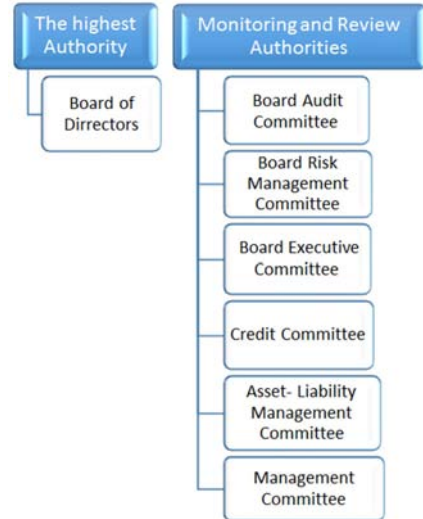 The highest
Authority
Board of
Dirrectors
Monitoring and Review
Authorities
Board Audit
Committee
Board Risk
Management
Committee
Board Executive
Committee
Credit Committee
Asset- Liability
Management
Committee
Management
Committee